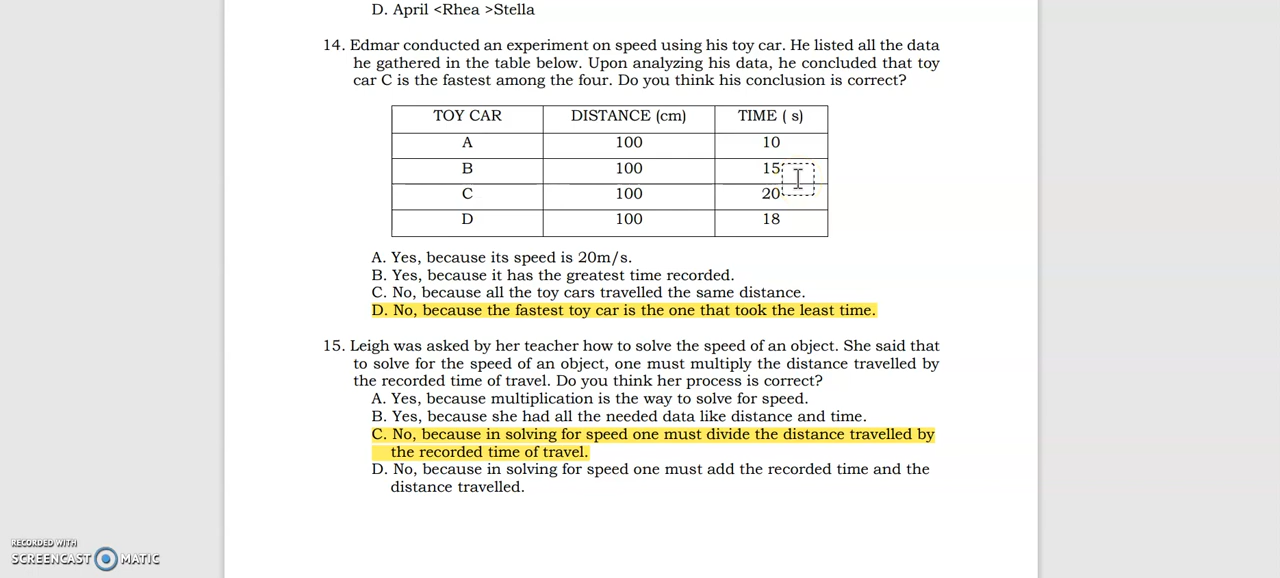 D. April <Rhea >Stella
14. Edmar conducted an experiment on speed using his toy car. He listed all the data
he gathered in the table below. Upon analyzing his data, he concluded that toy
car C is the fastest among the four. Do you think his conclusion is correct?
TOY CAR DISTANCE (cm) TIME ( s)
A 100 10
B 100 15
C 100 20
D 100 18
A. Yes, because its speed is 20m/s.
B. Yes, because it has the greatest time recorded.
C. No, because all the toy cars travelled the same distance.
D. No, because the fastest toy car is the one that took the least time.
15. Leigh was asked by her teacher how to solve the speed of an object. She said that
to solve for the speed of an object, one must multiply the distance travelled by
the recorded time of travel. Do you think her process is correct?
A. Yes, because multiplication is the way to solve for speed.
B. Yes, because she had all the needed data like distance and time.
C. No, because in solving for speed one must divide the distance travelled by
the recorded time of travel.
D. No, because in solving for speed one must add the recorded time and the
distance travelled.
RECORDED WITH
SCREENCAST MATIC